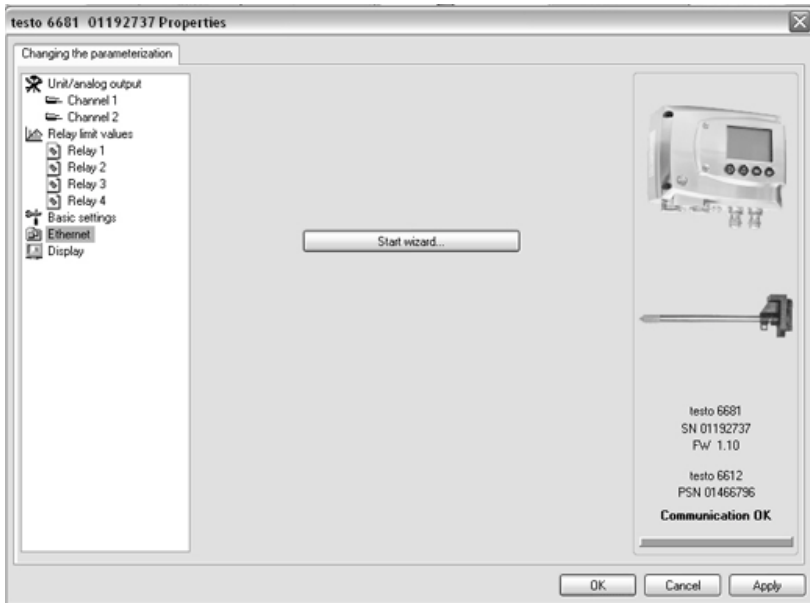 testo 6681 01192737 Properties
Changing the parameterization
Unit/analog output
Channel 1
Channel 2
Relay limit values
Relay 1
Relay 2
Relay 3
Relay 4
Basic settings
Ethernet
Display
Start wizard...
testo 6681
SN 01192737
FW 1.10
testo 6612
PSN 01466796
Communication OK
OK
Cancel
Apply